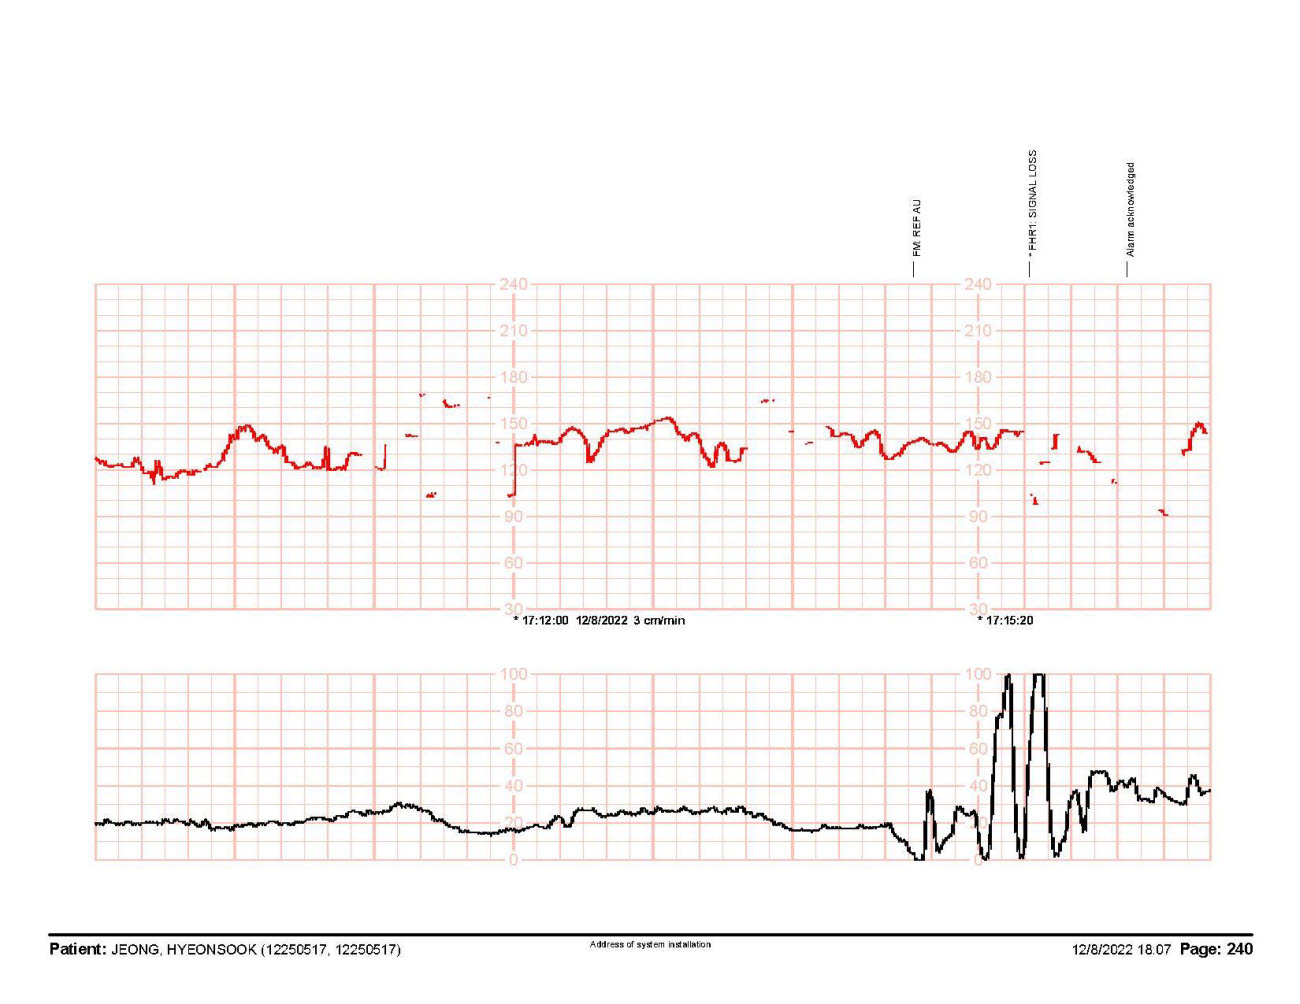 FM: REF AU
* FHR1: SIGNAL LOSS
Alarm acknowledged
240 240
210 210
180 180
150 150
120 120
90 90
60 60
30 30
* 17:12:00 12/8/2022 3 cm/min * 17:15:20
100 100
80 80
60 60
40 40
20 20
0 0
Patient: JEONG, HYEONSOOK (12250517, 12250517) Address of system installation 12/8/2022 18:07 Page: 240